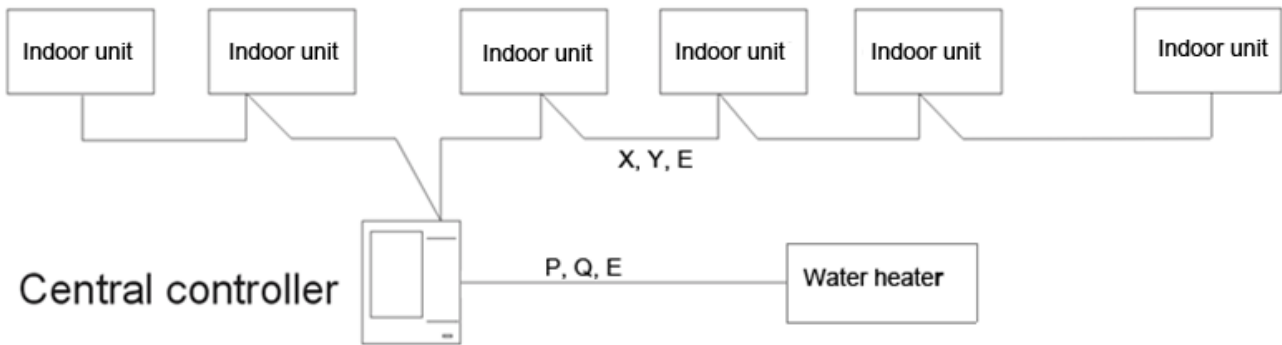 Indoor unit
Indoor unit
Indoor unit
Indoor unit
Indoor unit
Indoor unit
X, Y, E
P, Q, E
Central controller
Water heater